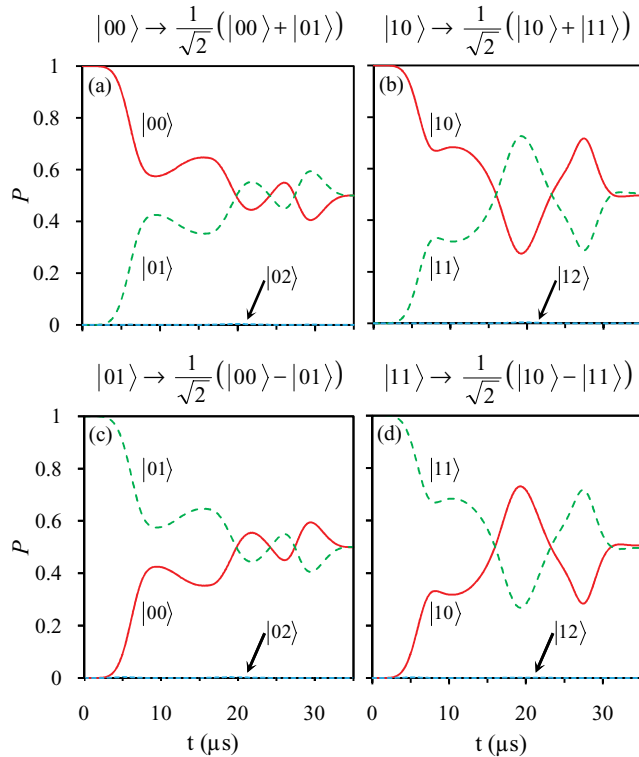 |00⟩ → 1/√2 (|00⟩ + |01⟩)
|10⟩ → 1/√2 (|10⟩ + |11⟩)
1
0.8
0.6
0.4
0.2
0
P
(a)
|00⟩
|01⟩
|02⟩
(b)
|10⟩
|11⟩
|12⟩
|01⟩ → 1/√2 (|00⟩ − |01⟩)
|11⟩ → 1/√2 (|10⟩ − |11⟩)
1
0.8
0.6
0.4
0.2
0
P
(c)
|01⟩
|00⟩
|02⟩
(d)
|11⟩
|10⟩
|12⟩
0 10 20 30
0 10 20 30
t (µs)
t (µs)